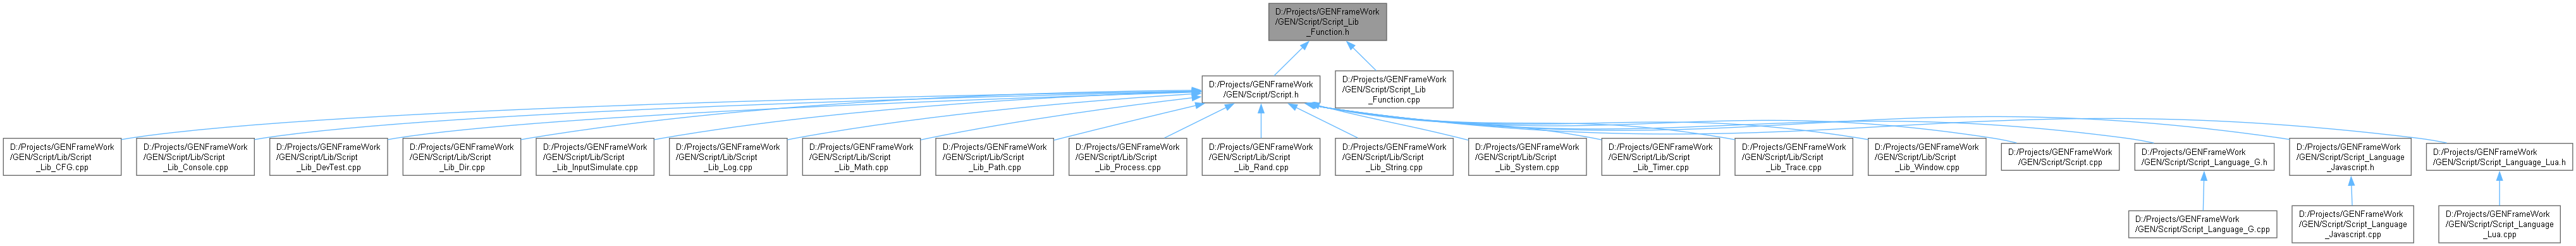 D:/Projects/GENFrameWork
/GEN/Script/Script_Lib
_Function.h
D:/Projects/GENFrameWork
/GEN/Script/Script.h
D:/Projects/GENFrameWork
/GEN/Script/Script_Lib
_Function.cpp
D:/Projects/GENFrameWork
/GEN/Script/Lib/Script
_Lib_CFG.cpp
D:/Projects/GENFrameWork
/GEN/Script/Lib/Script
_Lib_Console.cpp
D:/Projects/GENFrameWork
/GEN/Script/Lib/Script
_Lib_DevTest.cpp
D:/Projects/GENFrameWork
/GEN/Script/Lib/Script
_Lib_Dir.cpp
D:/Projects/GENFrameWork
/GEN/Script/Lib/Script
_Lib_InputSimulate.cpp
D:/Projects/GENFrameWork
/GEN/Script/Lib/Script
_Lib_Log.cpp
D:/Projects/GENFrameWork
/GEN/Script/Lib/Script
_Lib_Math.cpp
D:/Projects/GENFrameWork
/GEN/Script/Lib/Script
_Lib_Path.cpp
D:/Projects/GENFrameWork
/GEN/Script/Lib/Script
_Lib_Process.cpp
D:/Projects/GENFrameWork
/GEN/Script/Lib/Script
_Lib_Rand.cpp
D:/Projects/GENFrameWork
/GEN/Script/Lib/Script
_Lib_String.cpp
D:/Projects/GENFrameWork
/GEN/Script/Lib/Script
_Lib_System.cpp
D:/Projects/GENFrameWork
/GEN/Script/Lib/Script
_Lib_Timer.cpp
D:/Projects/GENFrameWork
/GEN/Script/Lib/Script
_Lib_Trace.cpp
D:/Projects/GENFrameWork
/GEN/Script/Lib/Script
_Lib_Window.cpp
D:/Projects/GENFrameWork
/GEN/Script/Script.cpp
D:/Projects/GENFrameWork
/GEN/Script/Script_Language_G.h
D:/Projects/GENFrameWork
/GEN/Script/Script_Language
_Javascript.h
D:/Projects/GENFrameWork
/GEN/Script/Script_Language_Lua.h
D:/Projects/GENFrameWork
/GEN/Script/Script_Language_G.cpp
D:/Projects/GENFrameWork
/GEN/Script/Script_Language
_Javascript.cpp
D:/Projects/GENFrameWork
/GEN/Script/Script_Language
_Lua.cpp